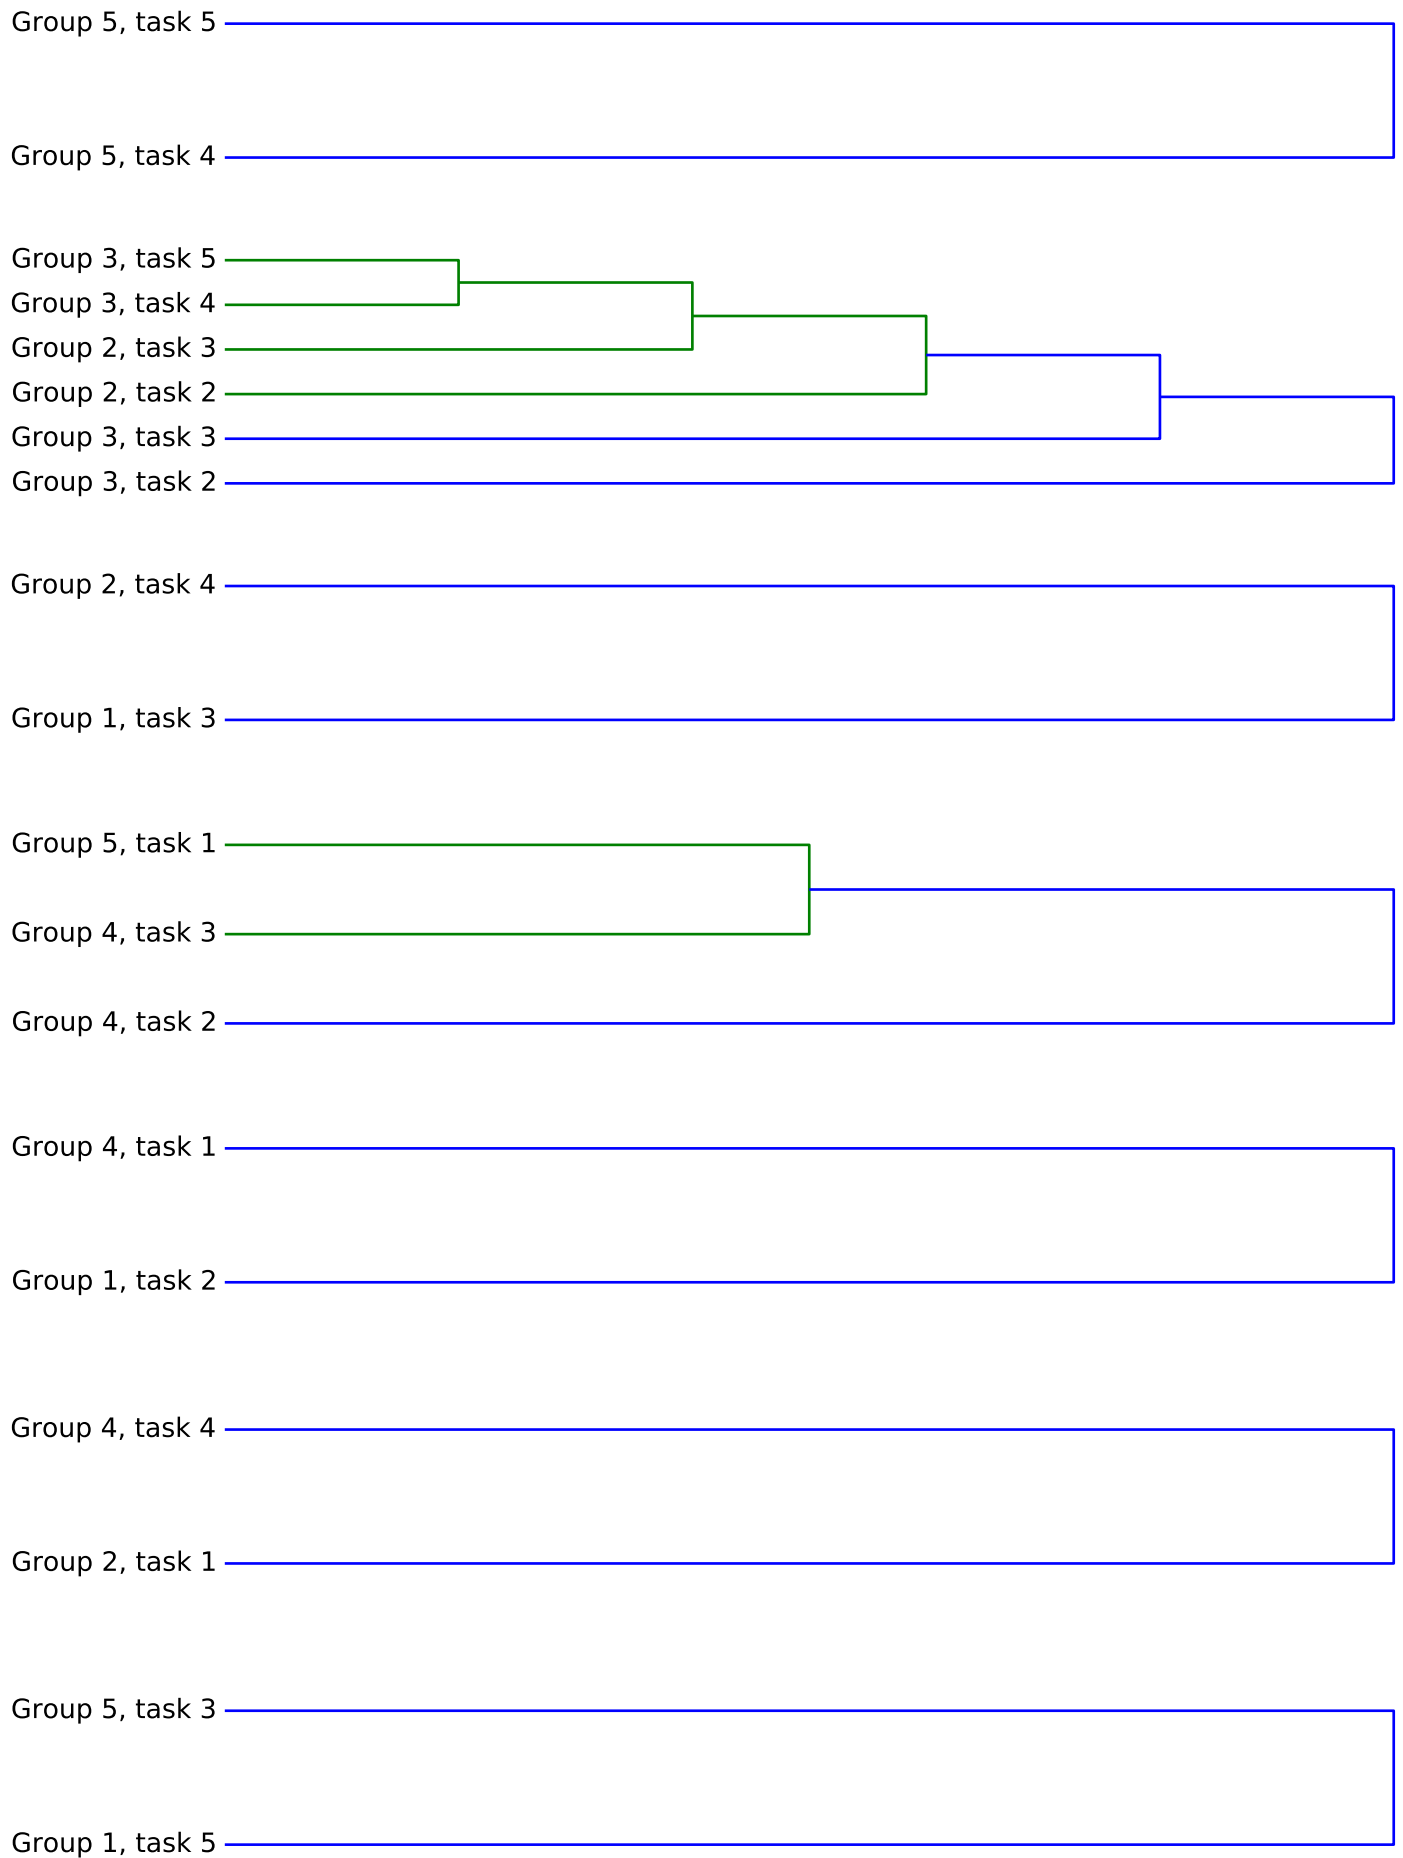 Group 5, task 5
Group 5, task 4
Group 3, task 5
Group 3, task 4
Group 2, task 3
Group 2, task 2
Group 3, task 3
Group 3, task 2
Group 2, task 4
Group 1, task 3
Group 5, task 1
Group 4, task 3
Group 4, task 2
Group 4, task 1
Group 1, task 2
Group 4, task 4
Group 2, task 1
Group 5, task 3
Group 1, task 5